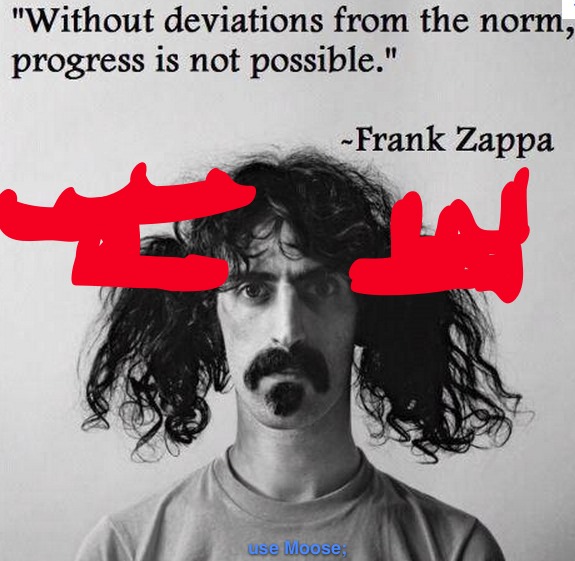 "Without deviations from the norm,
progress is not possible."
~Frank Zappa
use Moose;